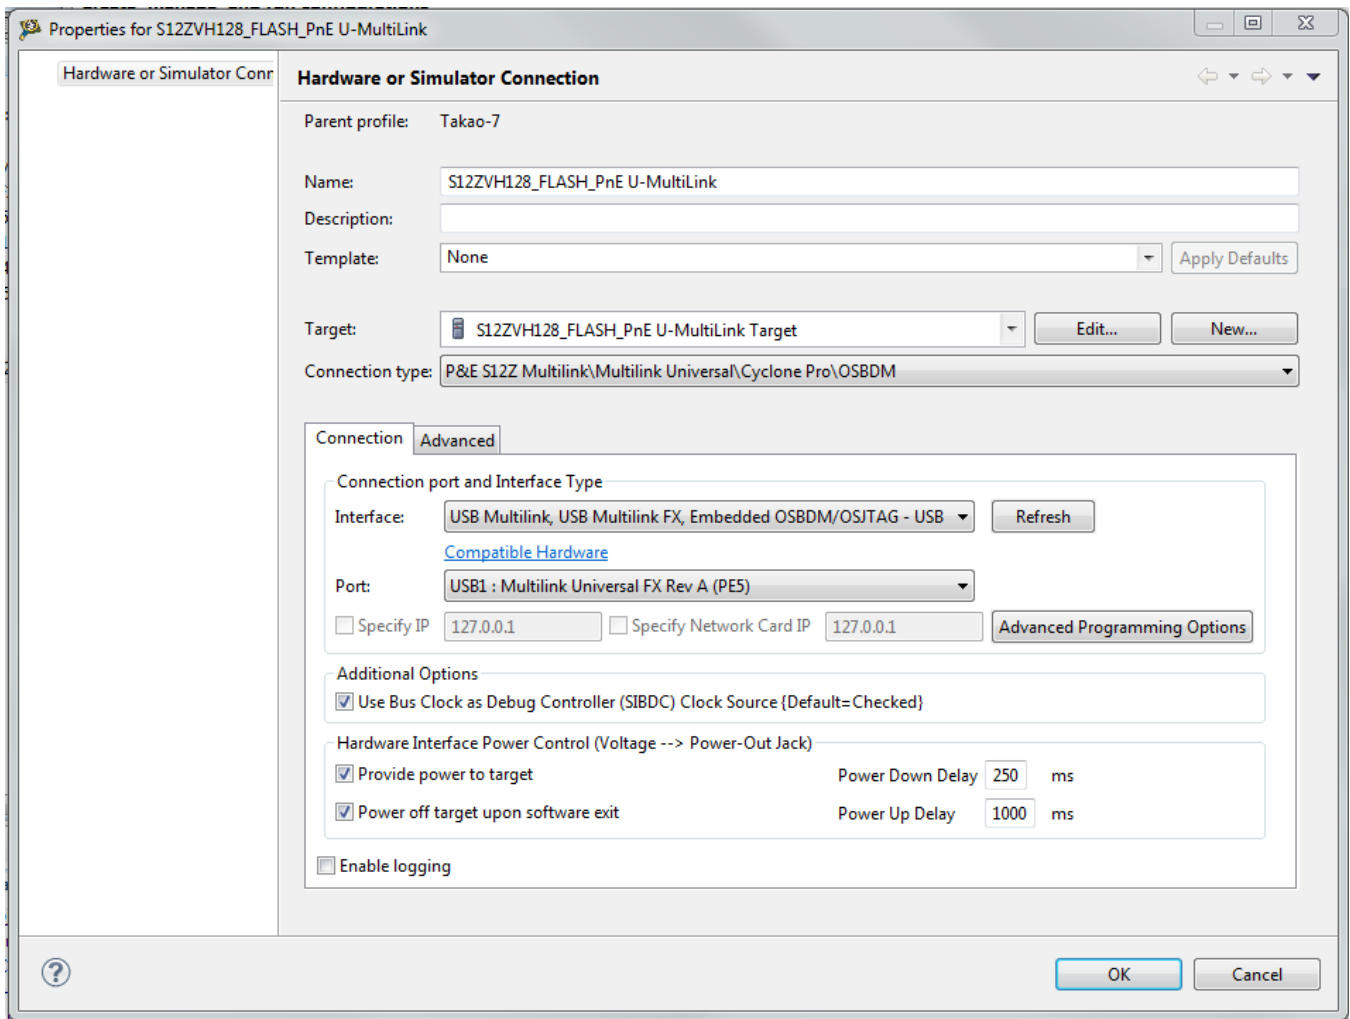 Properties for S12ZVH128_FLASH_PnE U-MultiLink
Hardware or Simulator Conn
Hardware or Simulator Connection
Parent profile: Takao-7
Name: S12ZVH128_FLASH_PnE U-MultiLink
Description:
Template: None Apply Defaults
Target: S12ZVH128_FLASH_PnE U-MultiLink Target Edit... New...
Connection type: P&E S12Z Multilink\Multilink Universal\Cyclone Pro\OSBDM
Connection Advanced
Connection port and Interface Type
Interface: USB Multilink, USB Multilink FX, Embedded OSBDM/OSJTAG - USB Refresh
Compatible Hardware
Port: USB1 : Multilink Universal FX Rev A (PE5)
Specify IP 127.0.0.1 Specify Network Card IP 127.0.0.1 Advanced Programming Options
Additional Options
Use Bus Clock as Debug Controller (SIBDC) Clock Source {Default=Checked}
Hardware Interface Power Control (Voltage --> Power-Out Jack)
Provide power to target Power Down Delay 250 ms
Power off target upon software exit Power Up Delay 1000 ms
Enable logging
OK Cancel